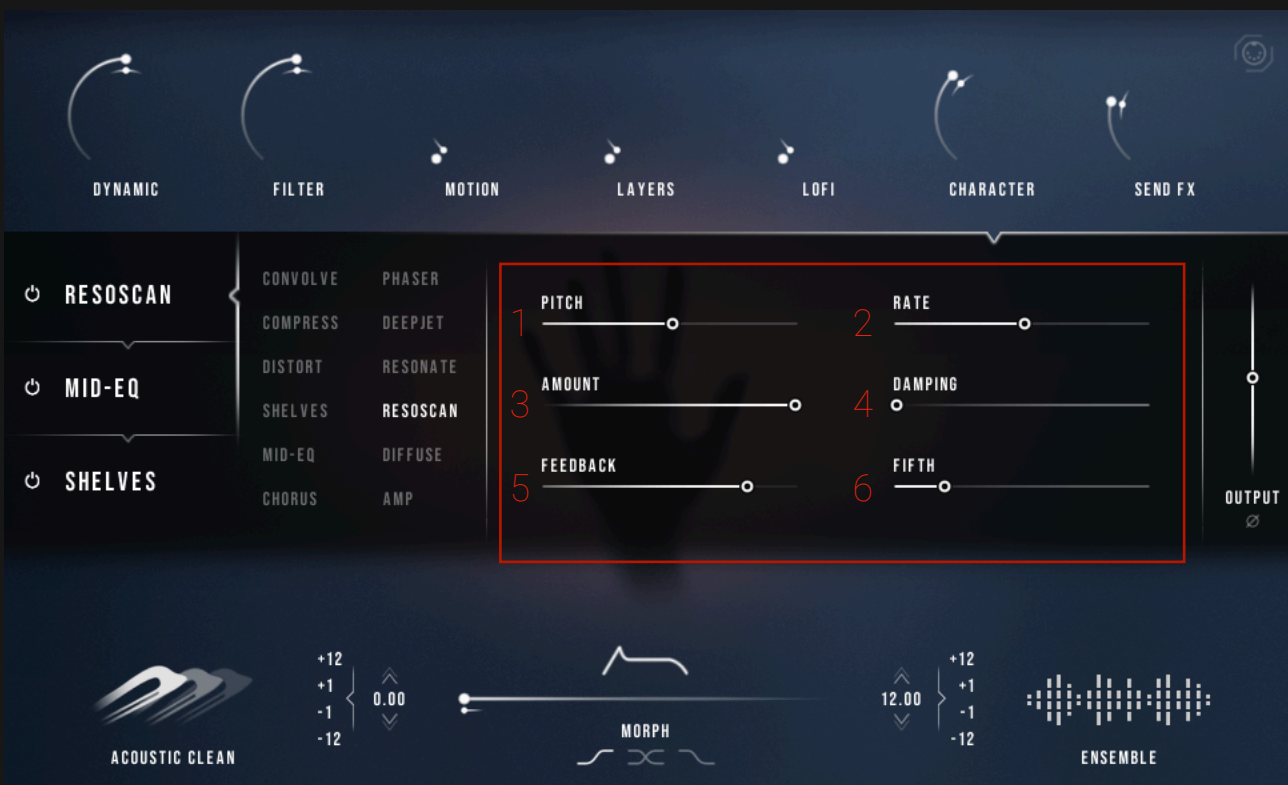 DYNAMIC FILTER MOTION LAYERS LOFI CHARACTER SEND FX
RESOSCAN
MID-EQ
SHELVES
CONVOLVE PHASER
COMPRESS DEEPJET
DISTORT RESONATE
SHELVES RESOSCAN
MID-EQ DIFFUSE
CHORUS AMP
1 PITCH
2 RATE
3 AMOUNT
4 DAMPING
5 FEEDBACK
6 FIFTH
OUTPUT
Ø
ACOUSTIC CLEAN
+12
+1
-1
-12
0.00
MORPH
12.00
+12
+1
-1
-12
ENSEMBLE